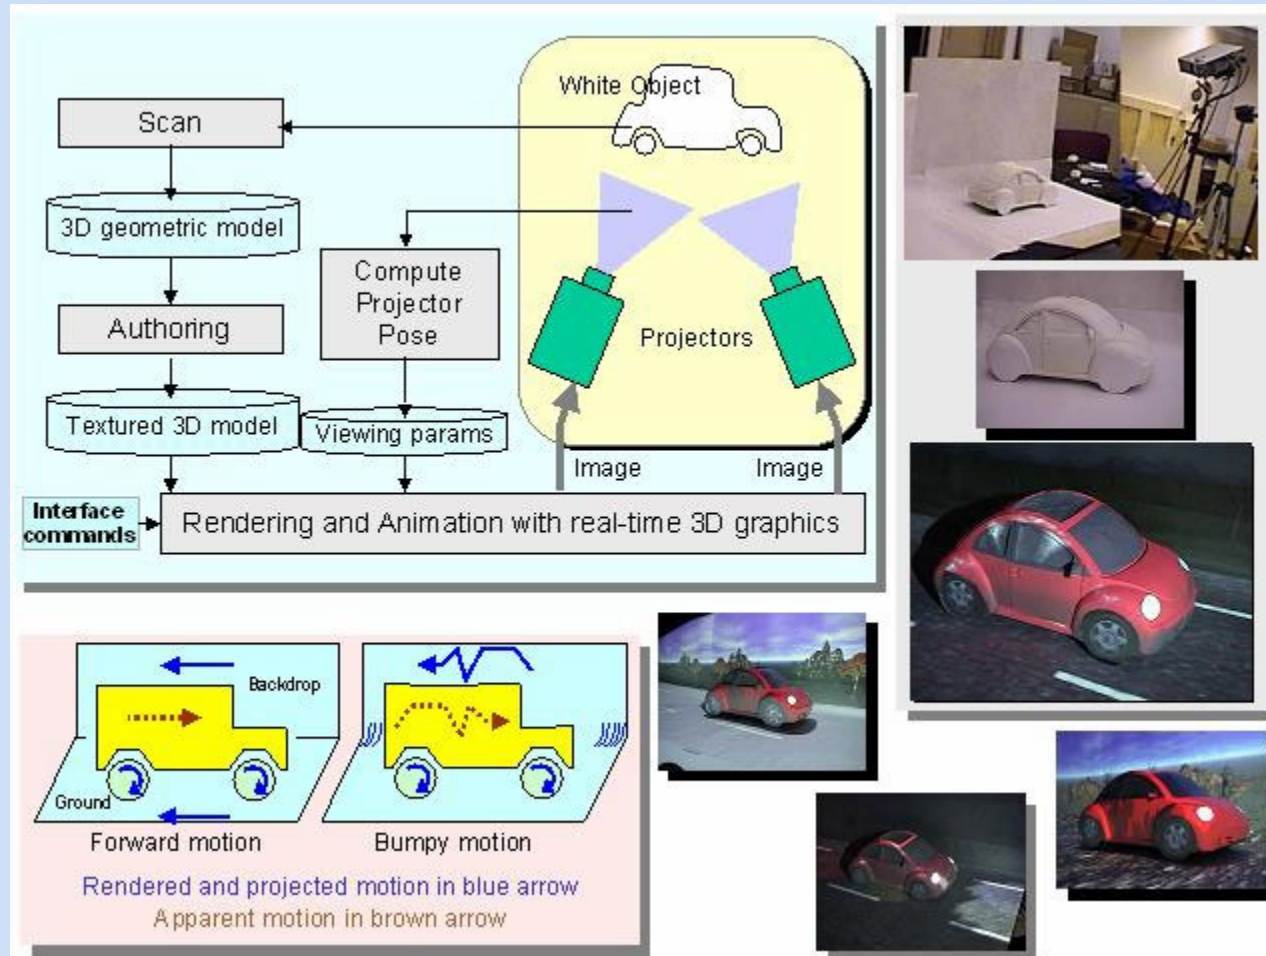 White Object
Scan
3D geometric model
Compute
Projector
Pose
Authoring
Projectors
Textured 3D model
Viewing params
Image
Image
Interface
commands
Rendering and Animation with real-time 3D graphics
Backdrop
Ground
Forward motion
Bumpy motion
Rendered and projected motion in blue arrow
Apparent motion in brown arrow